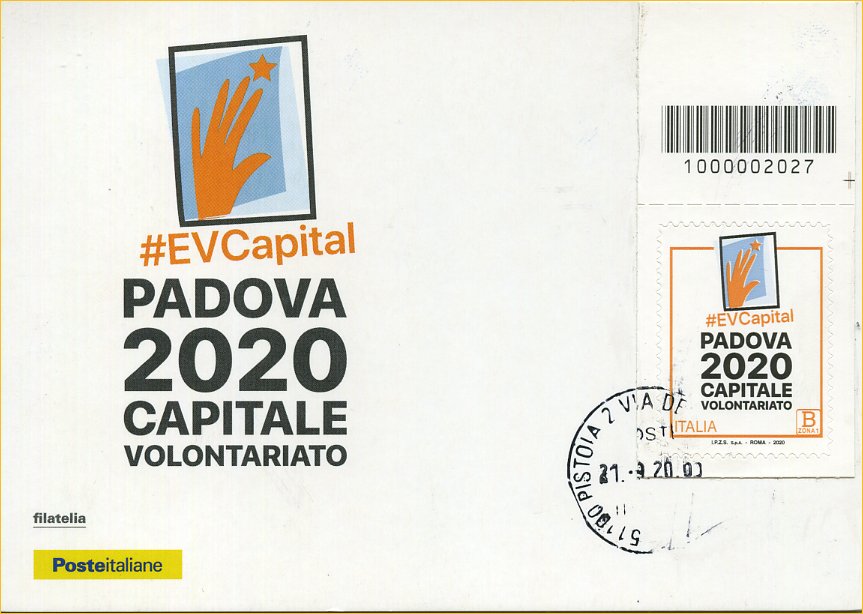 #EVCapital
PADOVA
2020
CAPITALE
VOLONTARIATO
filatelia
Posteitaliane
1000002027
#EVCapital
PADOVA
2020
CAPITALE
VOLONTARIATO
ITALIA
B
ZONA 1
I.P.Z.S. S.p.A. - ROMA - 2020
51100 PISTOIA 2 VIA DE
21.-9.20.00